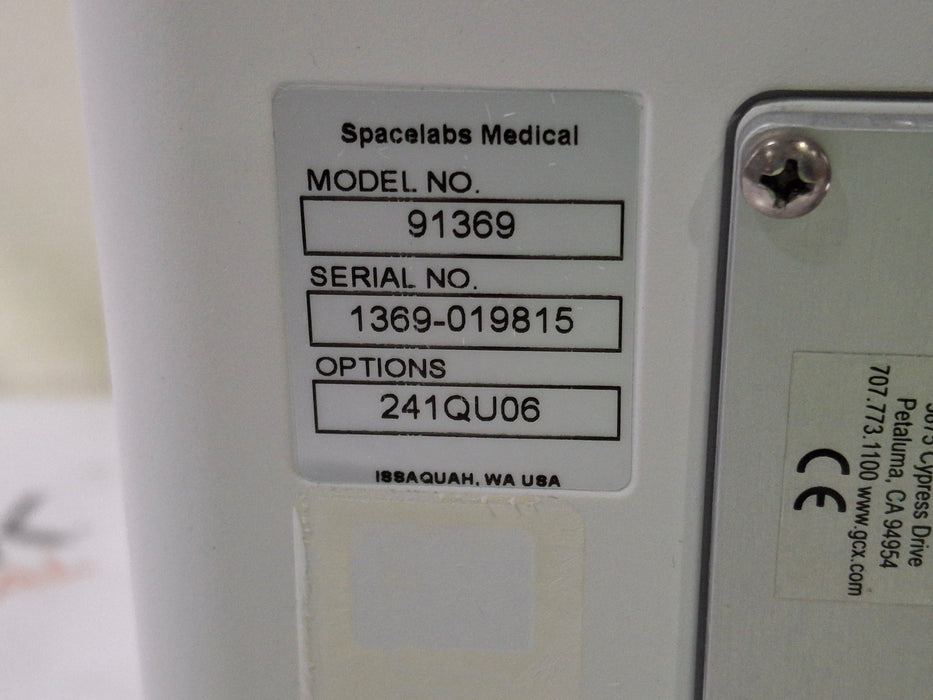 Spacelabs Medical
MODEL NO.
91369
SERIAL NO.
1369-019815
OPTIONS
241QU06
ISSAQUAH, WA USA
Cypress Drive
Petaluma, CA 94954
707.773.1100 www.gcx.com
CE